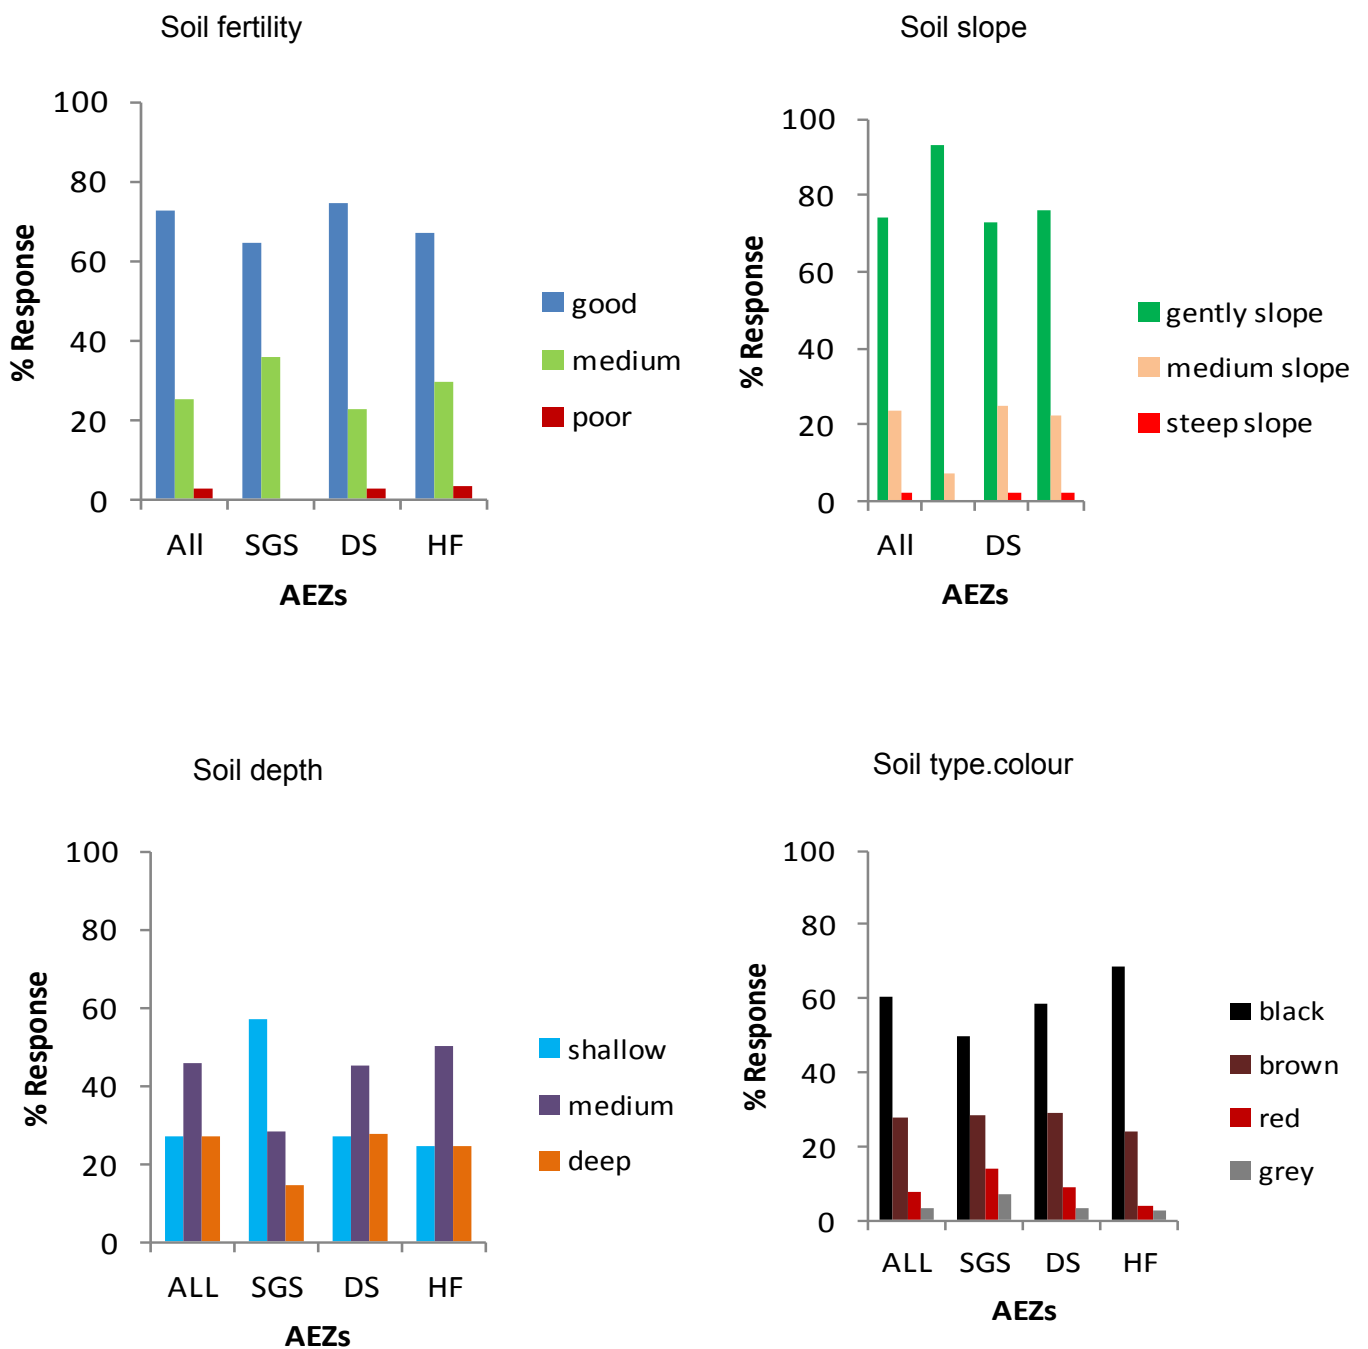 Soil fertility
100
80
60
40
20
0
% Response
All SGS DS HF
AEZs
good
medium
poor
Soil slope
100
80
60
40
20
0
% Response
All DS
AEZs
gently slope
medium slope
steep slope
Soil depth
100
80
60
40
20
0
% Response
ALL SGS DS HF
AEZs
shallow
medium
deep
Soil type.colour
100
80
60
40
20
0
% Response
ALL SGS DS HF
AEZs
black
brown
red
grey